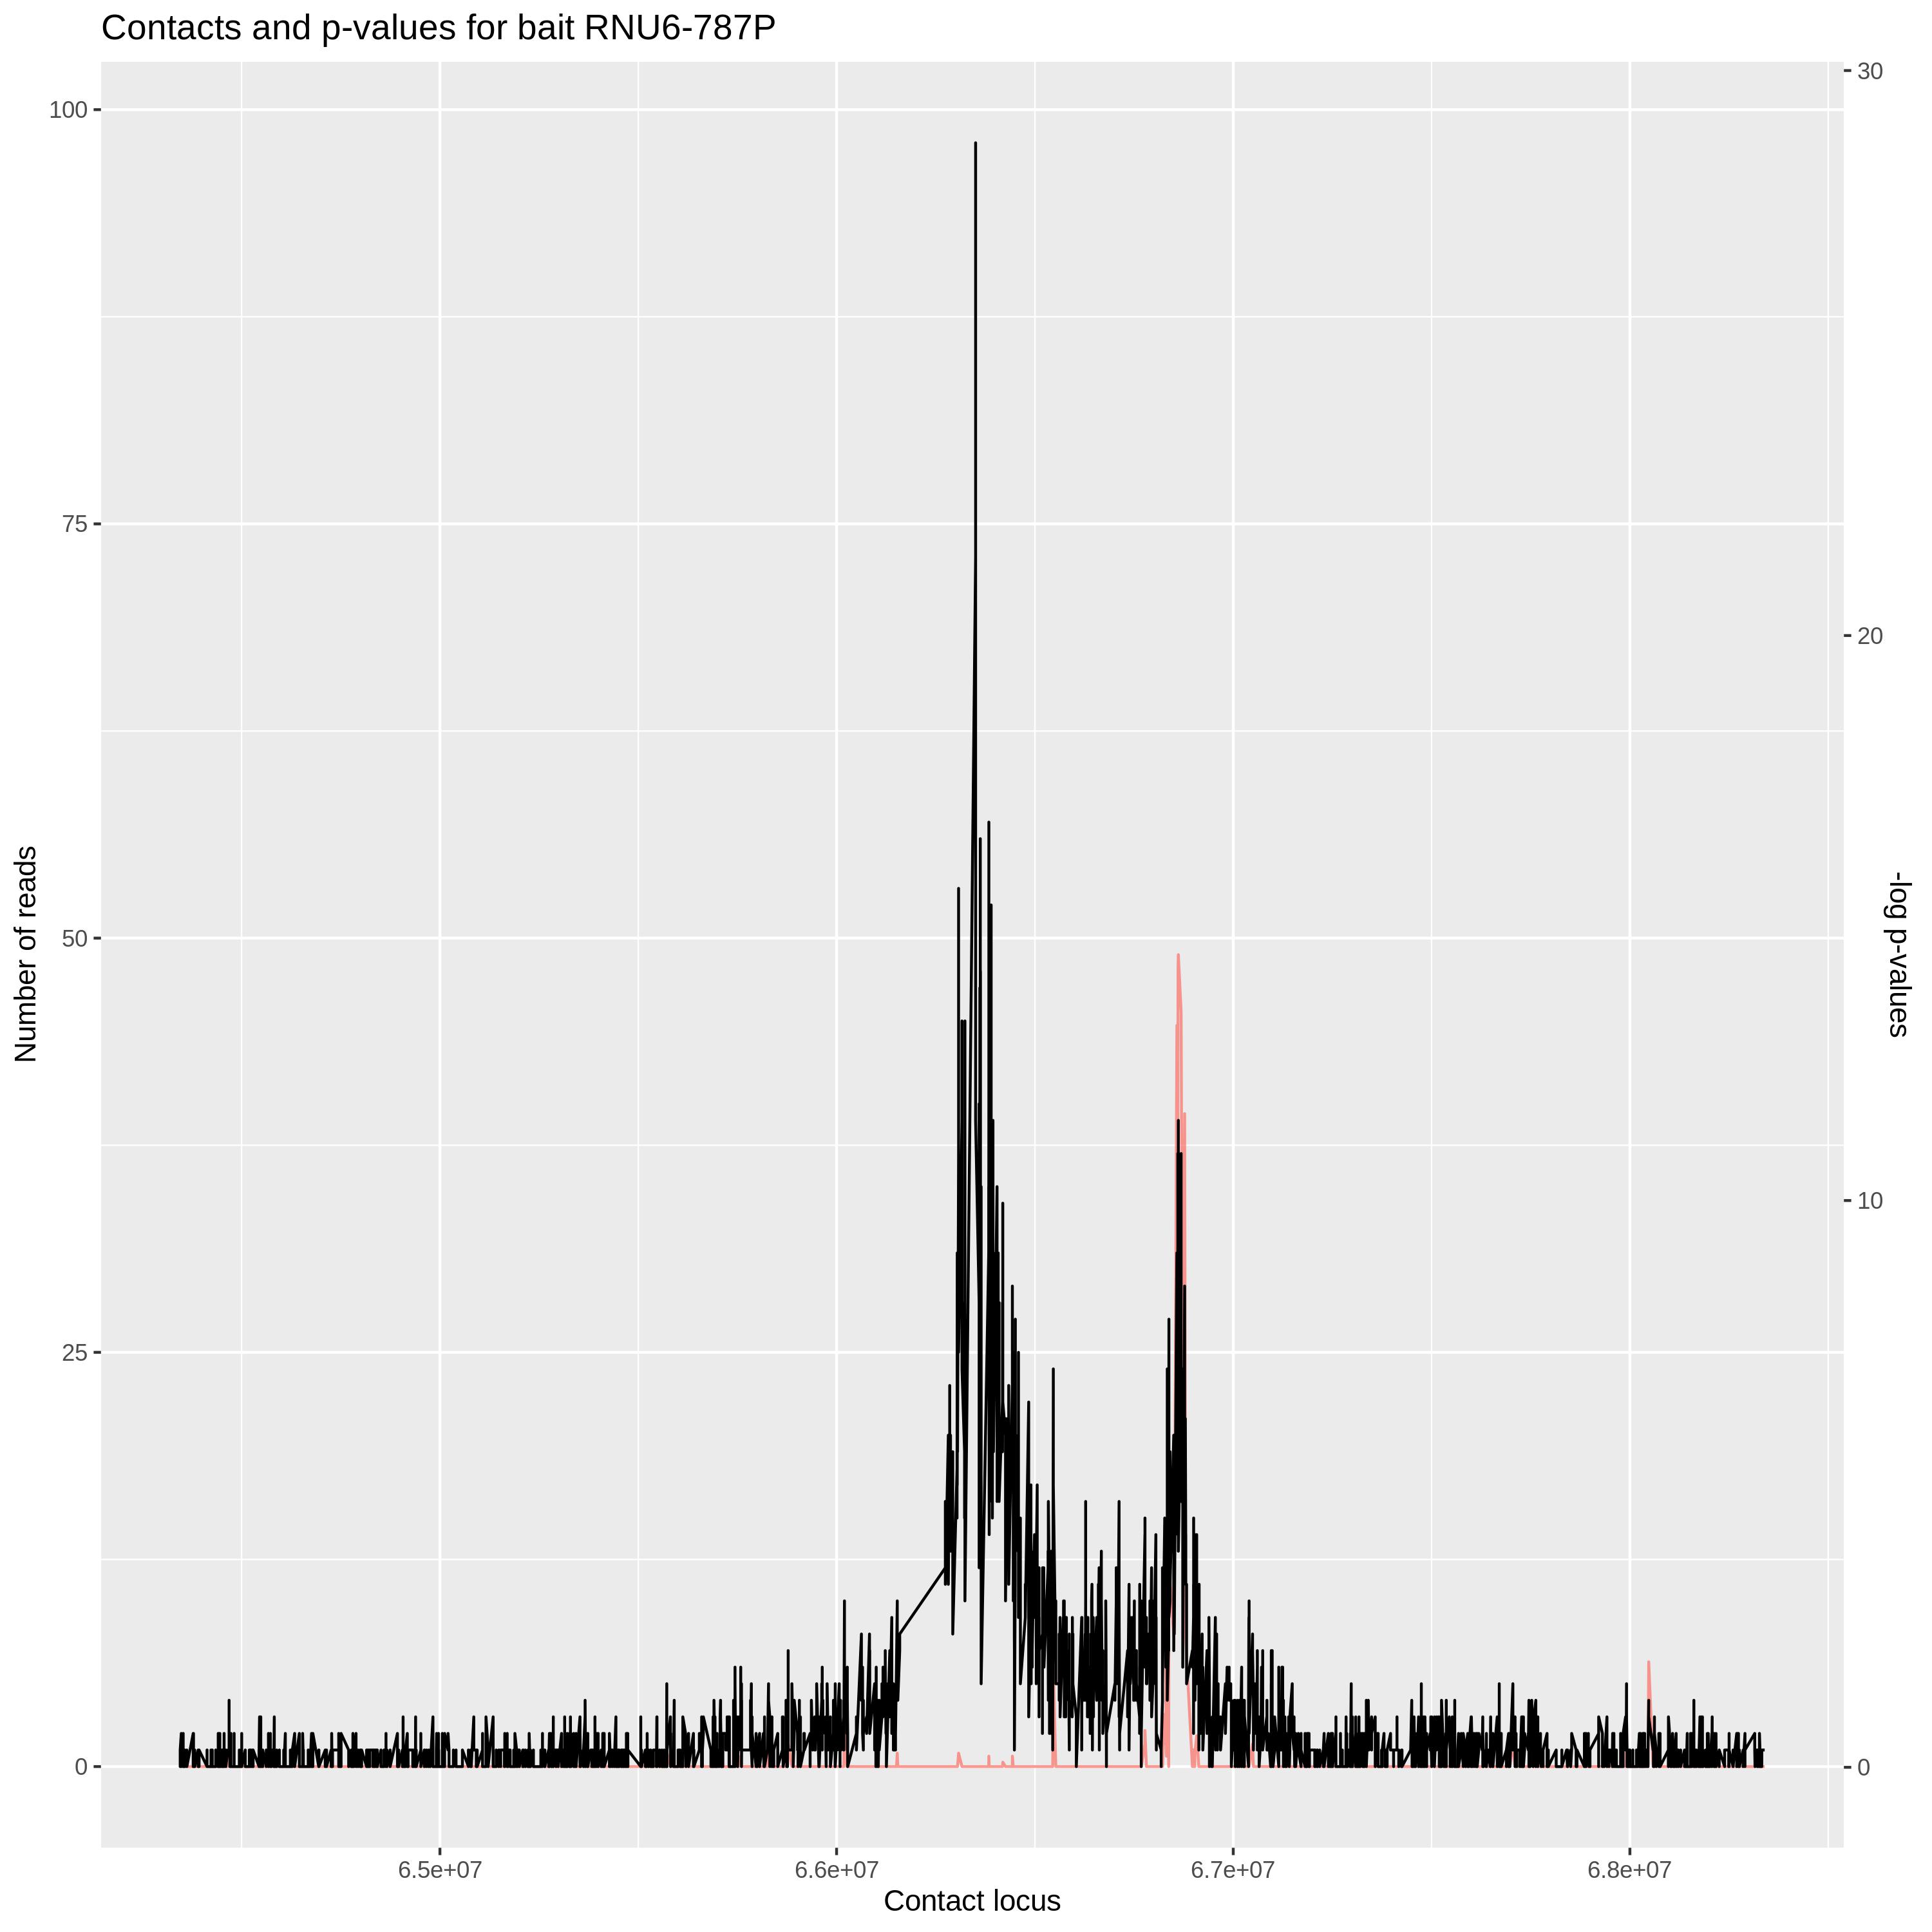 Contacts and p-values for bait RNU6-787P
100
75
50
25
0
Number of reads
30
20
10
0
-log p-values
6.5e+07
6.6e+07
6.7e+07
6.8e+07
Contact locus